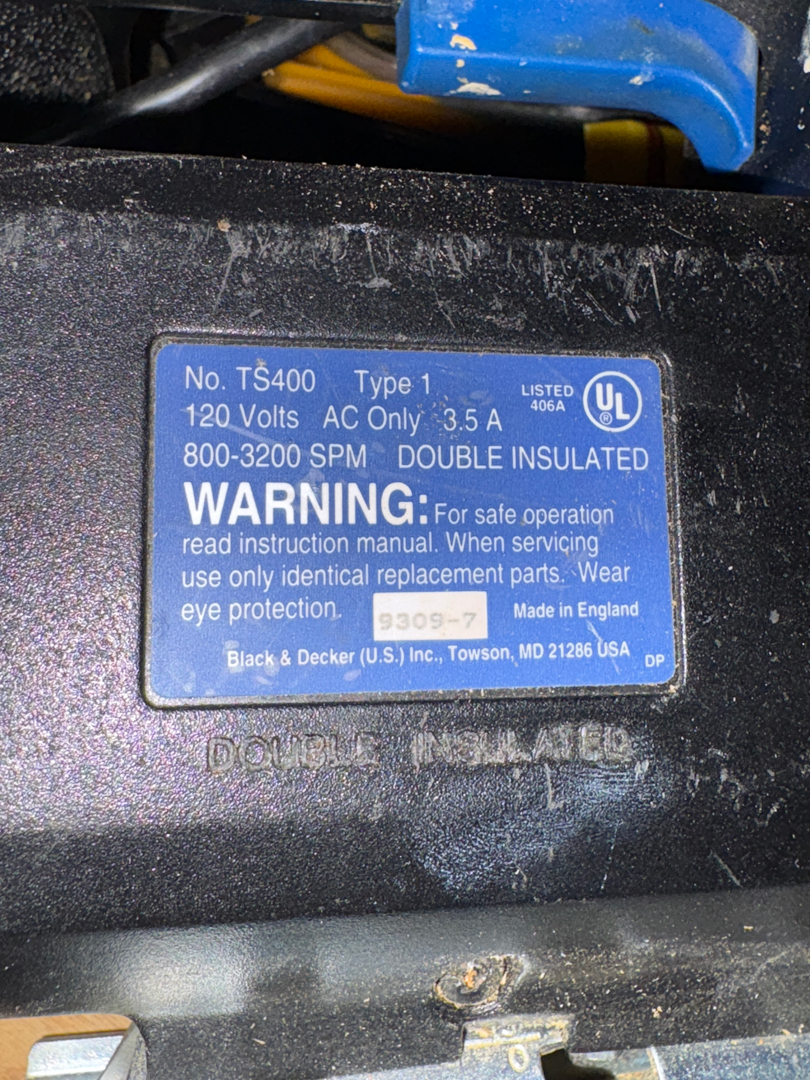 No. TS400 Type 1
LISTED
406A
UL
®
120 Volts AC Only 3.5 A
800-3200 SPM DOUBLE INSULATED
WARNING: For safe operation
read instruction manual. When servicing
use only identical replacement parts. Wear
eye protection.
9309-7
Made in England
Black & Decker (U.S.) Inc., Towson, MD 21286 USA
DP
DOUBLE INSULATED
0